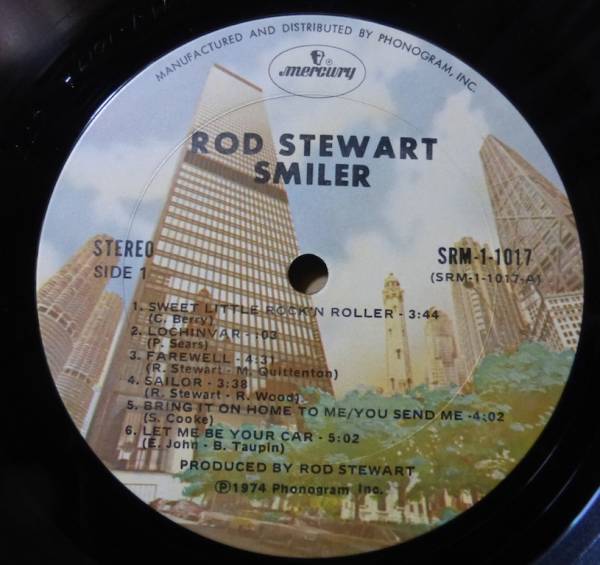 MANUFACTURED AND DISTRIBUTED BY PHONOGRAM, INC.
mercury
ROD STEWART
SMILER
STEREO
SIDE 1
SRM-1-1017
(SRM-1-1017-A)
1. SWEET LITTLE ROCK'N ROLLER - 3:44
(C. Berry)
2. LOCHINVAR - :03
(P. Sears)
3. FAREWELL - 4:31
(R. Stewart - M. Quittenton)
4. SAILOR - 3:38
(R. Stewart - R. Wood)
5. BRING IT ON HOME TO ME/YOU SEND ME -4:02
(S. Cooke)
6. LET ME BE YOUR CAR - 5:02
(E. John - B. Taupin)
PRODUCED BY ROD STEWART
℗1974 Phonogram Inc.